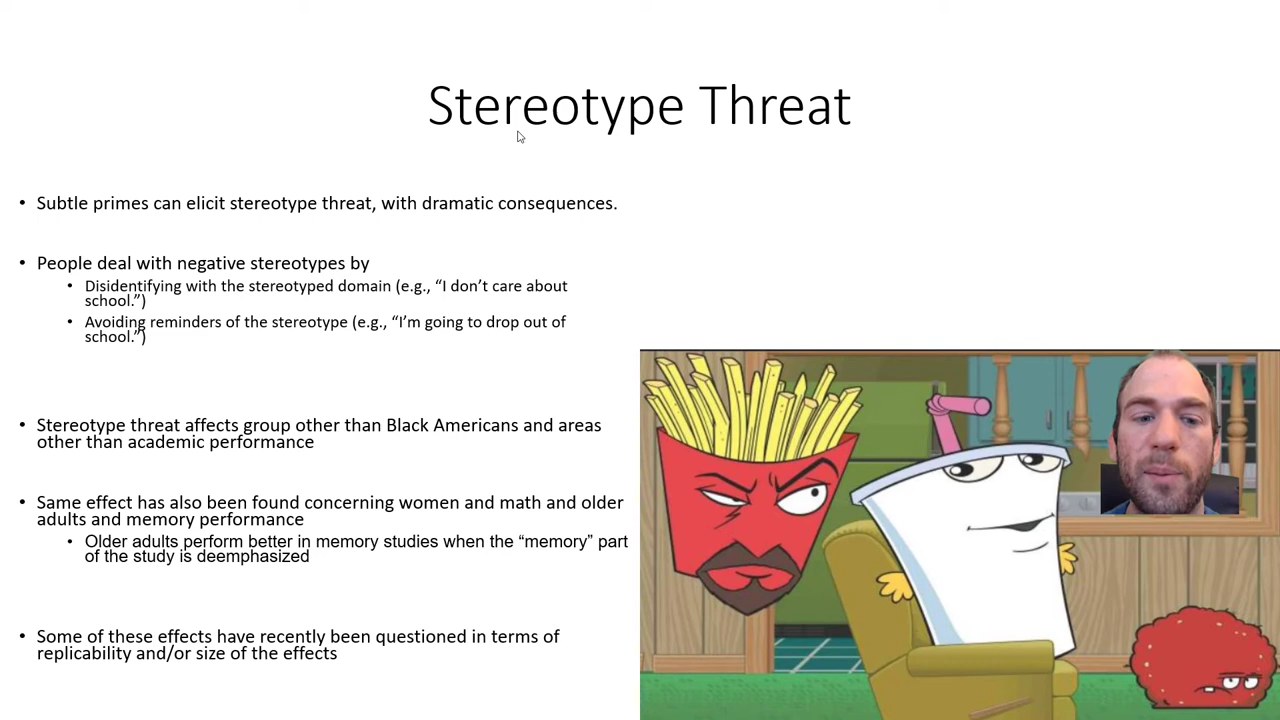 Stereotype Threat
• Subtle primes can elicit stereotype threat, with dramatic consequences.
• People deal with negative stereotypes by
• Disidentifying with the stereotyped domain (e.g., “I don’t care about
school.”)
• Avoiding reminders of the stereotype (e.g., “I’m going to drop out of
school.”)
• Stereotype threat affects group other than Black Americans and areas
other than academic performance
• Same effect has also been found concerning women and math and older
adults and memory performance
• Older adults perform better in memory studies when the “memory” part
of the study is deemphasized
• Some of these effects have recently been questioned in terms of
replicability and/or size of the effects